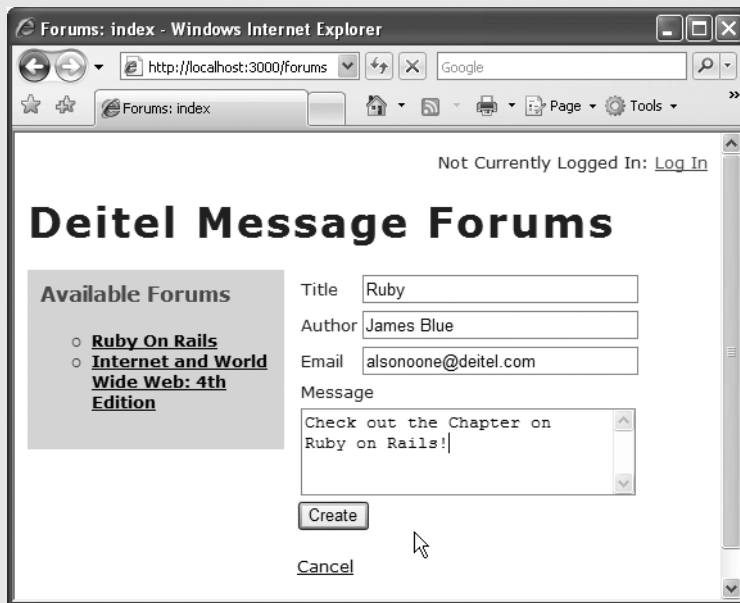 Forums: index - Windows Internet Explorer
http://localhost:3000/forums
Google
Forums: index
Page
Tools
»
Not Currently Logged In: Log In
Deitel Message Forums
Available Forums
Ruby On Rails
Internet and World
Wide Web: 4th
Edition
Title Ruby
Author James Blue
Email alsonoone@deitel.com
Message
Check out the Chapter on
Ruby on Rails!
Create
Cancel